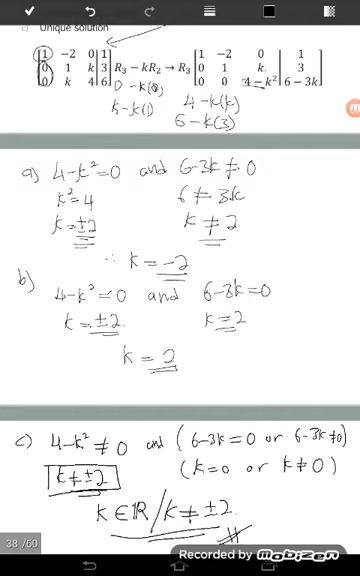 c) Unique solution
[1 -2 0 | 1] [1 -2 0 | 1]
[0 1 k | 3] R₃ − kR₂ → R₃ [0 1 k | 3]
[0 k 4 | 6] [0 0 4 − k² | 6 − 3k]
0 - k(0) 4 - k(k)
k - k(1) 6 - k(3)
a) 4-k²=0 and 6-3k≠0
k²=4 6 ≠ 3k
k=±2 k ≠ 2
∴ k = -2
b) 4-k²=0 and 6-3k=0
k=±2 k=2
k = 2
c) 4-k² ≠ 0 and (6-3k=0 or 6-3k≠0)
k≠±2 (k=0 or k≠0)
k∈ℝ/k≠±2 #
38 /60
Recorded by mobizen